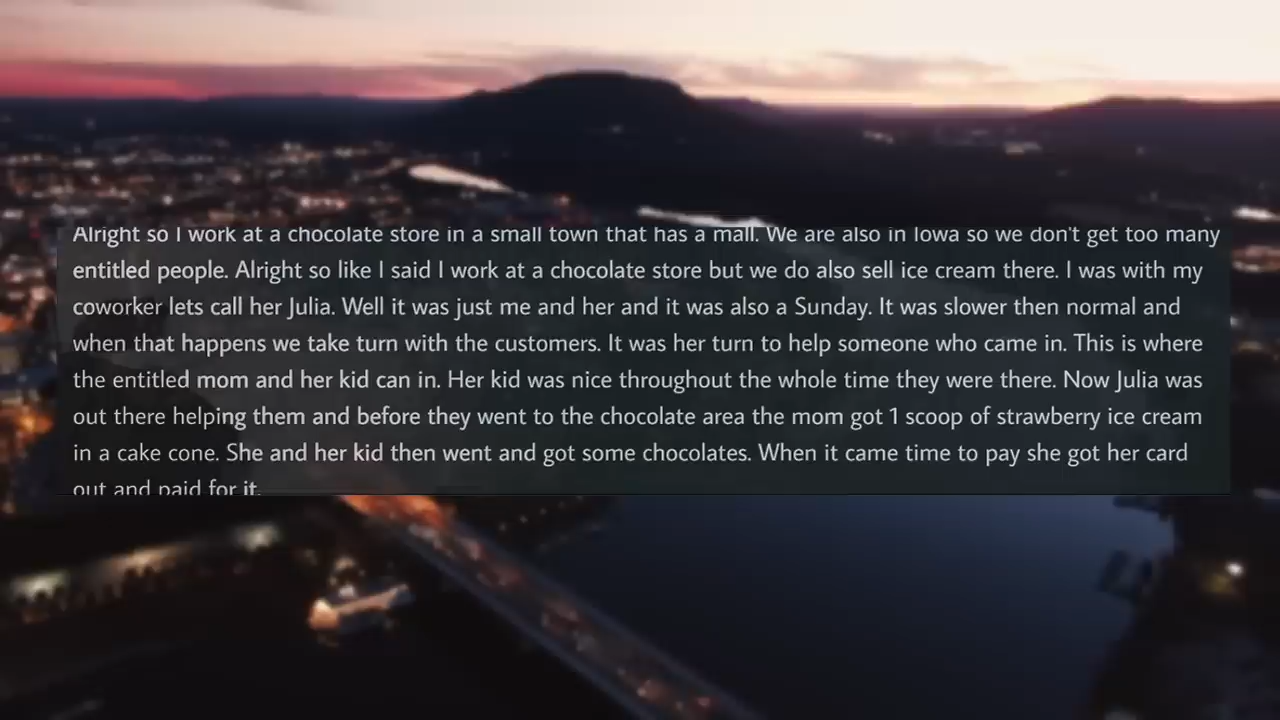 Alright so I work at a chocolate store in a small town that has a mall. We are also in Iowa so we don't get too many
entitled people. Alright so like I said I work at a chocolate store but we do also sell ice cream there. I was with my
coworker lets call her Julia. Well it was just me and her and it was also a Sunday. It was slower then normal and
when that happens we take turn with the customers. It was her turn to help someone who came in. This is where
the entitled mom and her kid can in. Her kid was nice throughout the whole time they were there. Now Julia was
out there helping them and before they went to the chocolate area the mom got 1 scoop of strawberry ice cream
in a cake cone. She and her kid then went and got some chocolates. When it came time to pay she got her card
out and paid for it.